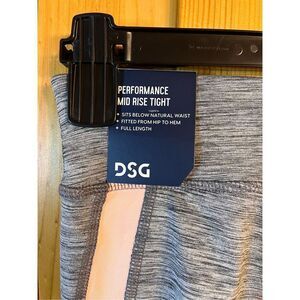 PERFORMANCE
MID RISE TIGHT
• SITS BELOW NATURAL WAIST
• FITTED FROM HIP TO HEM
• FULL LENGTH
DSG